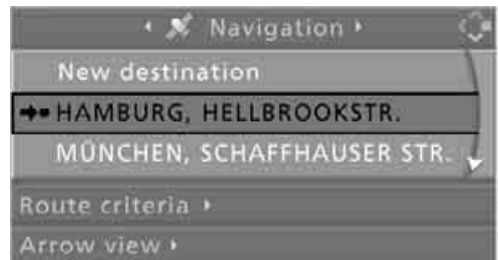 Navigation
New destination
HAMBURG, HELLBROOKSTR.
MÜNCHEN, SCHAFFHAUSER STR.
Route criteria
Arrow view